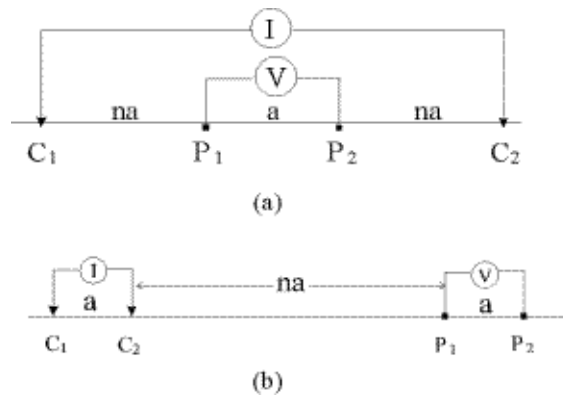 I
V
na a na
C₁ P₁ P₂ C₂
(a)
I V
na
a a
C₁ C₂ P₁ P₂
(b)